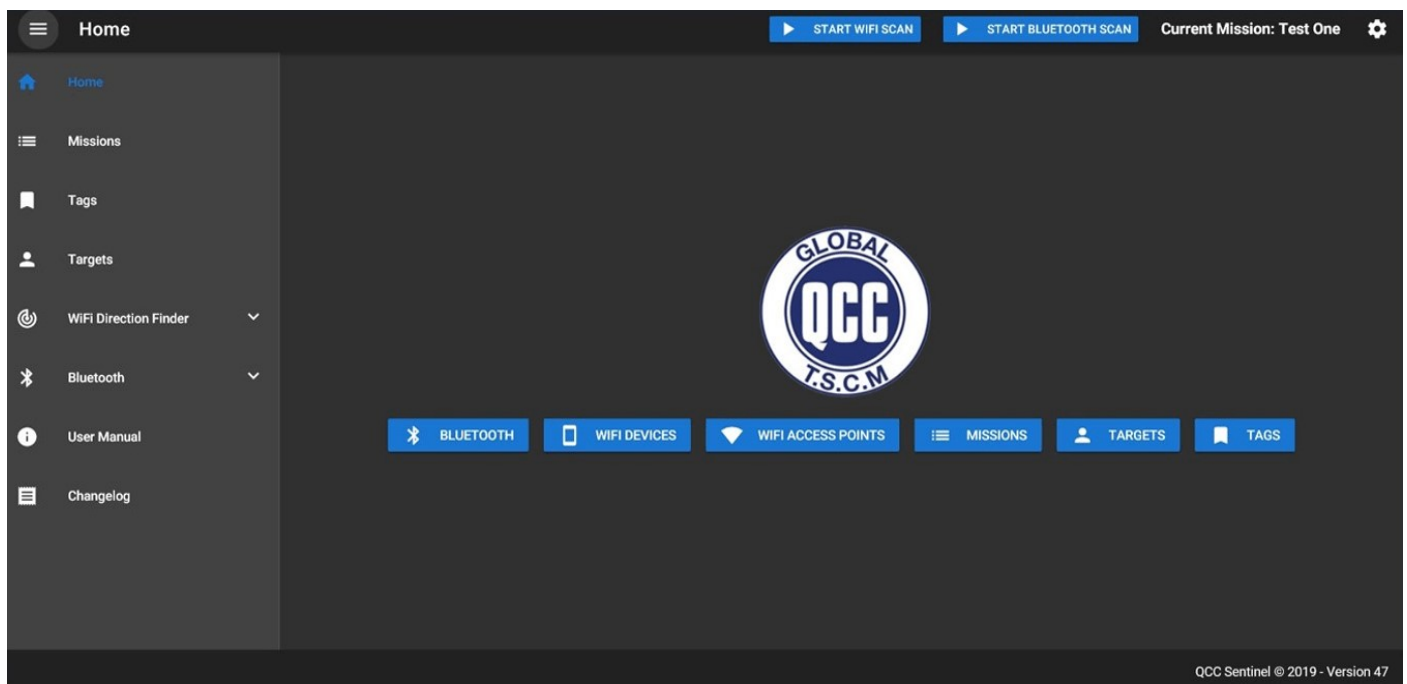 Home
START WIFI SCAN
START BLUETOOTH SCAN
Current Mission: Test One
Home
Missions
Tags
Targets
WiFi Direction Finder
Bluetooth
User Manual
Changelog
GLOBAL
QCC
T.S.C.M
BLUETOOTH
WIFI DEVICES
WIFI ACCESS POINTS
MISSIONS
TARGETS
TAGS
QCC Sentinel © 2019 - Version 47